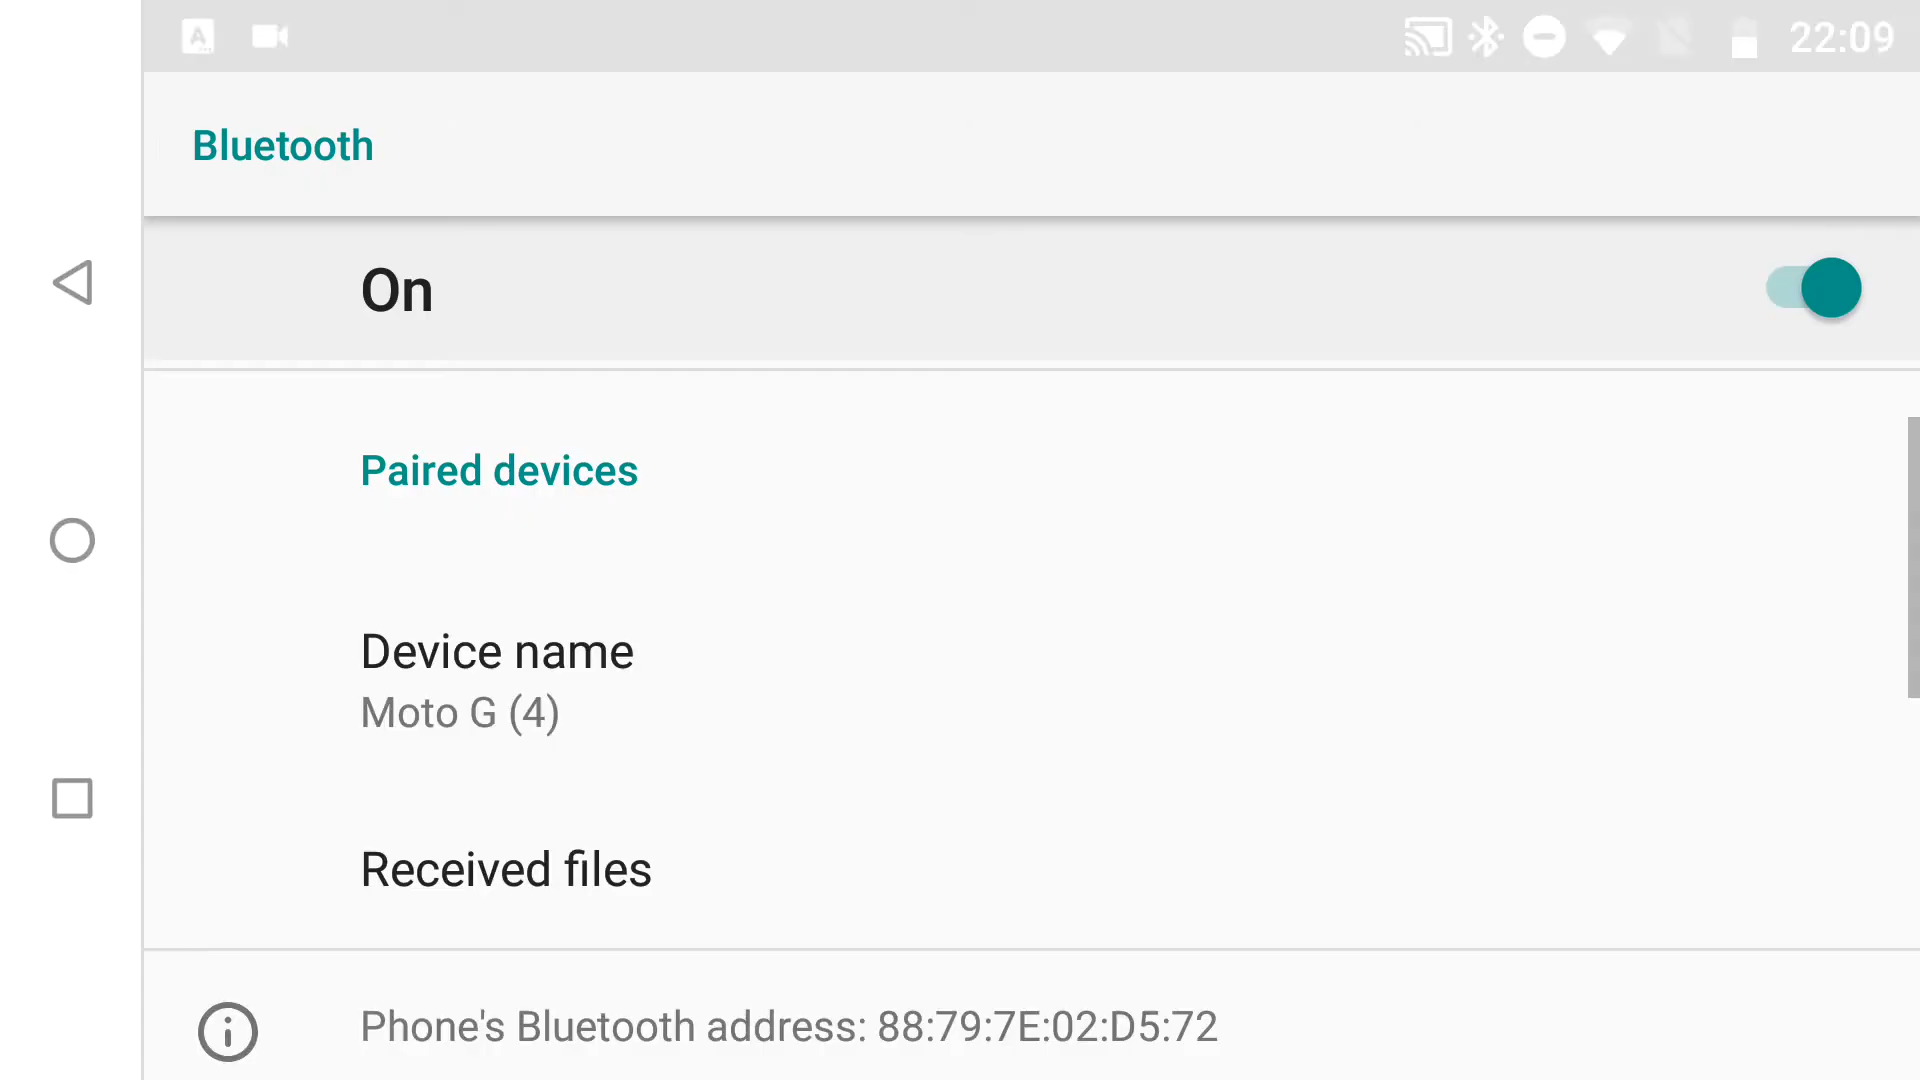 22:09
Bluetooth
On
Paired devices
Device name
Moto G (4)
Received files
Phone's Bluetooth address: 88:79:7E:02:D5:72